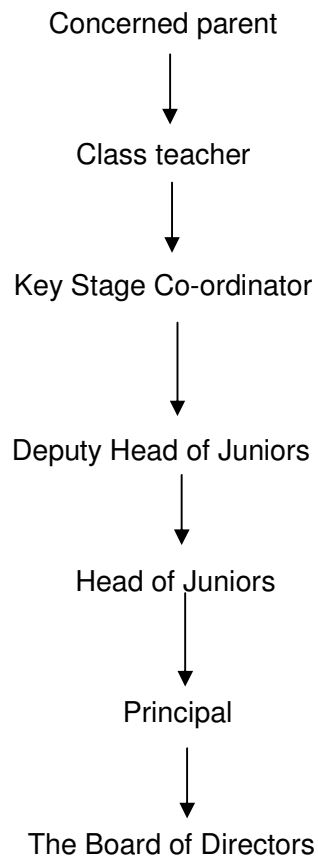 Concerned parent
Class teacher
Key Stage Co-ordinator
Deputy Head of Juniors
Head of Juniors
Principal
The Board of Directors